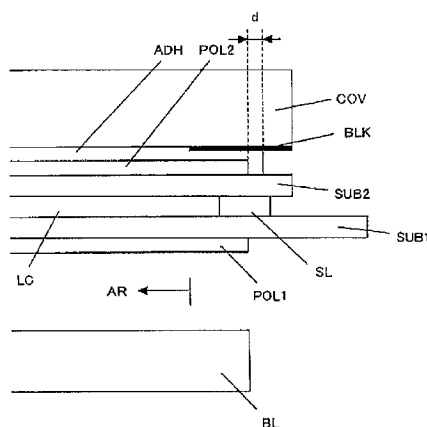 d
ADH
POL2
COV
BLK
SUB2
SUB1
LC
SL
AR
POL1
BL